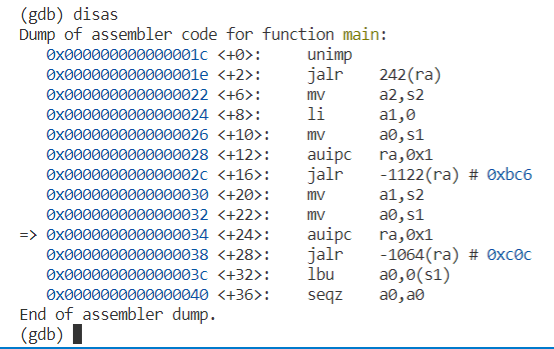 (gdb) disas
Dump of assembler code for function main:
   0x000000000000001c <+0>:     unimp
   0x000000000000001e <+2>:     jalr    242(ra)
   0x0000000000000022 <+6>:     mv      a2,s2
   0x0000000000000024 <+8>:     li      a1,0
   0x0000000000000026 <+10>:    mv      a0,s1
   0x0000000000000028 <+12>:    auipc   ra,0x1
   0x000000000000002c <+16>:    jalr    -1122(ra) # 0xbc6
   0x0000000000000030 <+20>:    mv      a1,s2
   0x0000000000000032 <+22>:    mv      a0,s1
=> 0x0000000000000034 <+24>:    auipc   ra,0x1
   0x0000000000000038 <+28>:    jalr    -1064(ra) # 0xc0c
   0x000000000000003c <+32>:    lbu     a0,0(s1)
   0x0000000000000040 <+36>:    seqz    a0,a0
End of assembler dump.
(gdb)